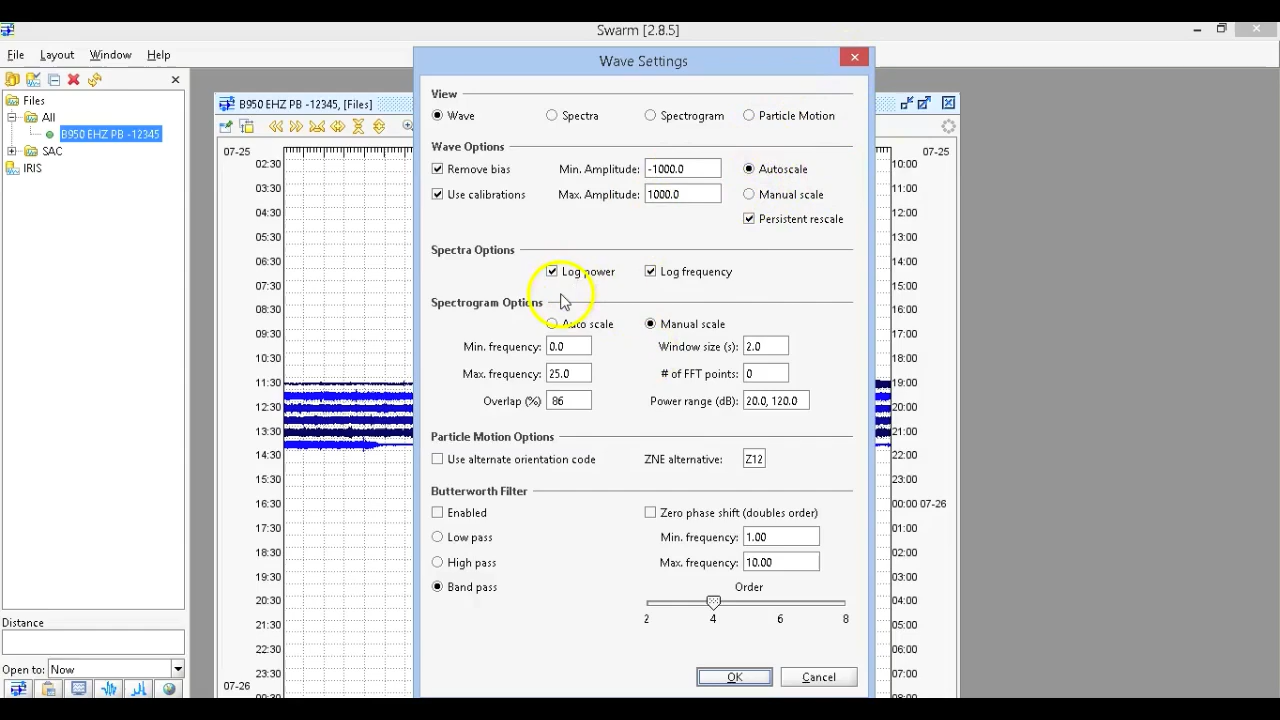 Swarm [2.8.5]
File Layout Window Help
Files
All
B950 EHZ PB -12345
SAC
IRIS
Distance
Open to: Now
B950 EHZ PB -12345, [Files]
07-25
02:30
03:30
04:30
05:30
06:30
07:30
08:30
09:30
10:30
11:30
12:30
13:30
14:30
15:30
16:30
17:30
18:30
19:30
20:30
21:30
22:30
23:30
07-26
00:30
Wave Settings
View
Wave Spectra Spectrogram Particle Motion
Wave Options
Remove bias Min. Amplitude: -1000.0 Autoscale
Use calibrations Max. Amplitude: 1000.0 Manual scale
Persistent rescale
Spectra Options
Log power Log frequency
Spectrogram Options
Auto scale Manual scale
Min. frequency: 0.0 Window size (s): 2.0
Max. frequency: 25.0 # of FFT points: 0
Overlap (%) 86 Power range (dB): 20.0, 120.0
Particle Motion Options
Use alternate orientation code ZNE alternative: Z12
Butterworth Filter
Enabled Zero phase shift (doubles order)
Low pass Min. frequency: 1.00
High pass Max. frequency: 10.00
Band pass Order
2 4 6 8
OK Cancel
07-25
10:00
11:00
12:00
13:00
14:00
15:00
16:00
17:00
18:00
19:00
20:00
21:00
22:00
23:00
00:00 07-26
01:00
02:00
03:00
04:00
05:00
06:00
07:00
08:00